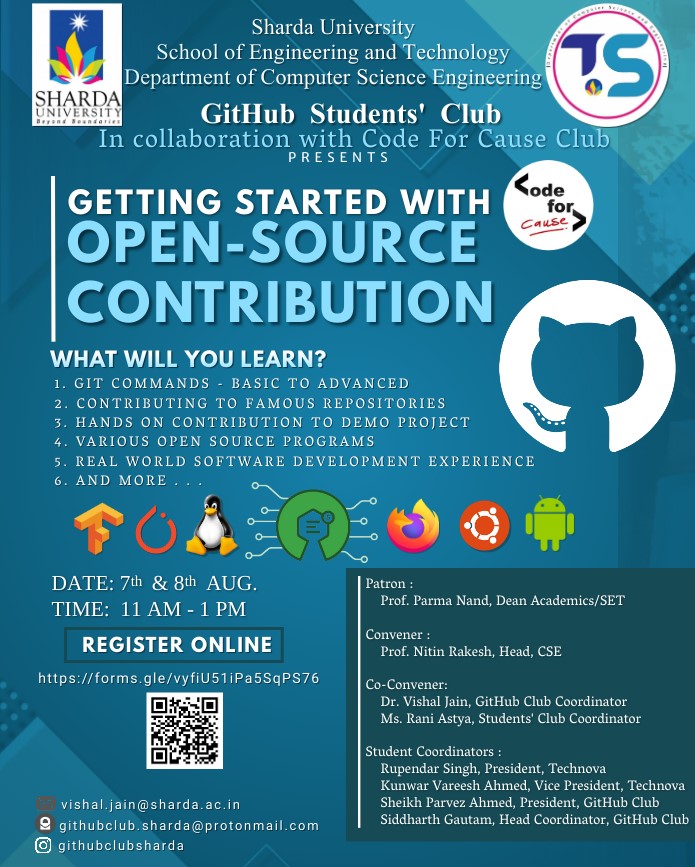 Sharda University
School of Engineering and Technology
Department of Computer Science Engineering
SHARDA
UNIVERSITY
Beyond Boundaries
TS
GitHub Students' Club
In collaboration with Code For Cause Club
PRESENTS
GETTING STARTED WITH
OPEN-SOURCE
CONTRIBUTION
<ode
for
Cause>
WHAT WILL YOU LEARN?
1. GIT COMMANDS - BASIC TO ADVANCED
2. CONTRIBUTING TO FAMOUS REPOSITORIES
3. HANDS ON CONTRIBUTION TO DEMO PROJECT
4. VARIOUS OPEN SOURCE PROGRAMS
5. REAL WORLD SOFTWARE DEVELOPMENT EXPERIENCE
6. AND MORE . . .
DATE: 7th & 8th AUG.
TIME: 11 AM - 1 PM
REGISTER ONLINE
https://forms.gle/vyfiU51iPa5SqPS76
vishal.jain@sharda.ac.in
githubclub.sharda@protonmail.com
githubclubsharda
Patron :
Prof. Parma Nand, Dean Academics/SET
Convener :
Prof. Nitin Rakesh, Head, CSE
Co-Convener:
Dr. Vishal Jain, GitHub Club Coordinator
Ms. Rani Astya, Students' Club Coordinator
Student Coordinators :
Rupendar Singh, President, Technova
Kunwar Vareesh Ahmed, Vice President, Technova
Sheikh Parvez Ahmed, President, GitHub Club
Siddharth Gautam, Head Coordinator, GitHub Club